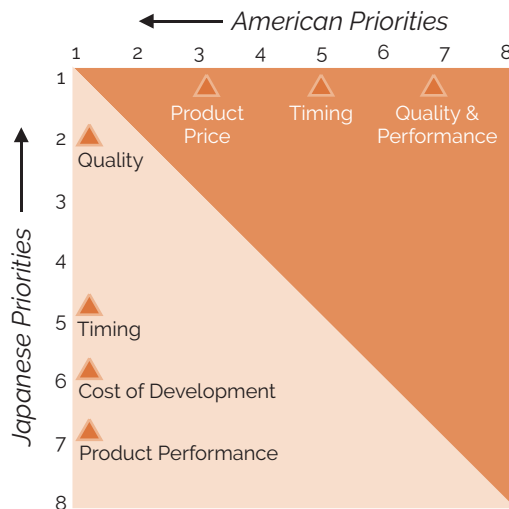 American Priorities
1 2 3 4 5 6 7 8
1
Product
Price
Timing
Quality &
Performance
2
Quality
3
4
Timing
5
Cost of Development
6
Product Performance
7
8
Japanese Priorities